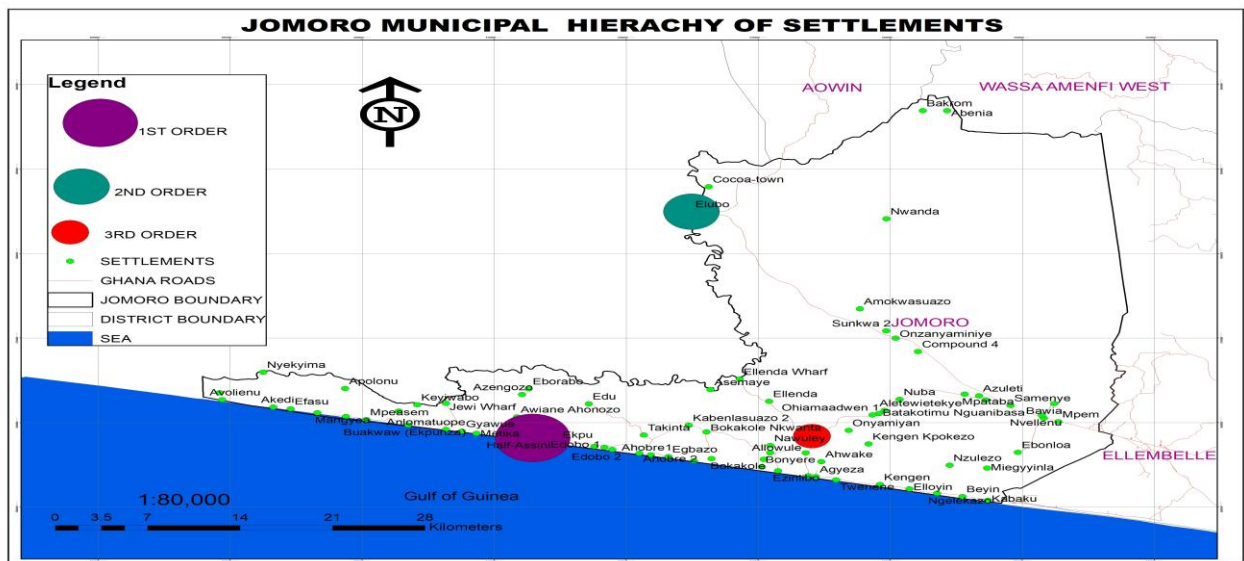 JOMORO MUNICIPAL HIERACHY OF SETTLEMENTS
Legend
1ST ORDER
2ND ORDER
3RD ORDER
SETTLEMENTS
GHANA ROADS
JOMORO BOUNDARY
DISTRICT BOUNDARY
SEA
N
AOWIN
WASSA AMENFI WEST
Bakrom
Abenia
Cocoa-town
Elubo
Nwanda
Amokwasuazo
Sunkwa 2
JOMORO
Onzanyaminiye
Compound 4
Nyekyima
Apolonu
Azengozo
Eborabo
Edu
Asemaye
Ellenda Wharf
Ellenda
Nuba
Azuleti
Samenye
Avolienu
Akedi
Efasu
Mangyea
Mpeasem
Keyiwabo
Jewi Wharf
Awiane
Ahonozo
Kabenlasuazo 2
Ohiamaadwen 1
Aletewietekye
Mpataba
Batakotimu
Nguanibasa
Bawia
Mpem
Nvellenu
Anlomatuope
Buakwaw (Ekpunza)
Gyawue
Metika
Half-Assini
Ekpu
Takinta
Bokakole Nkwanta
Onyamiyan
Nawuley
Kengen Kpokezo
Edobo 1
Edobo 2
Ahobre1
Ahobre 2
Egbazo
Bokakole
Allowule
Bonyere
Ahwake
Agyeza
Ezinlibo
Ebonloa
ELLEMBELLE
Nzulezo
Miegyyinla
Twenene
Kengen
Elloyin
Beyin
Ngelekazo
Kabaku
1:80,000
Gulf of Guinea
0 3.5 7 14 21 28
Kilometers